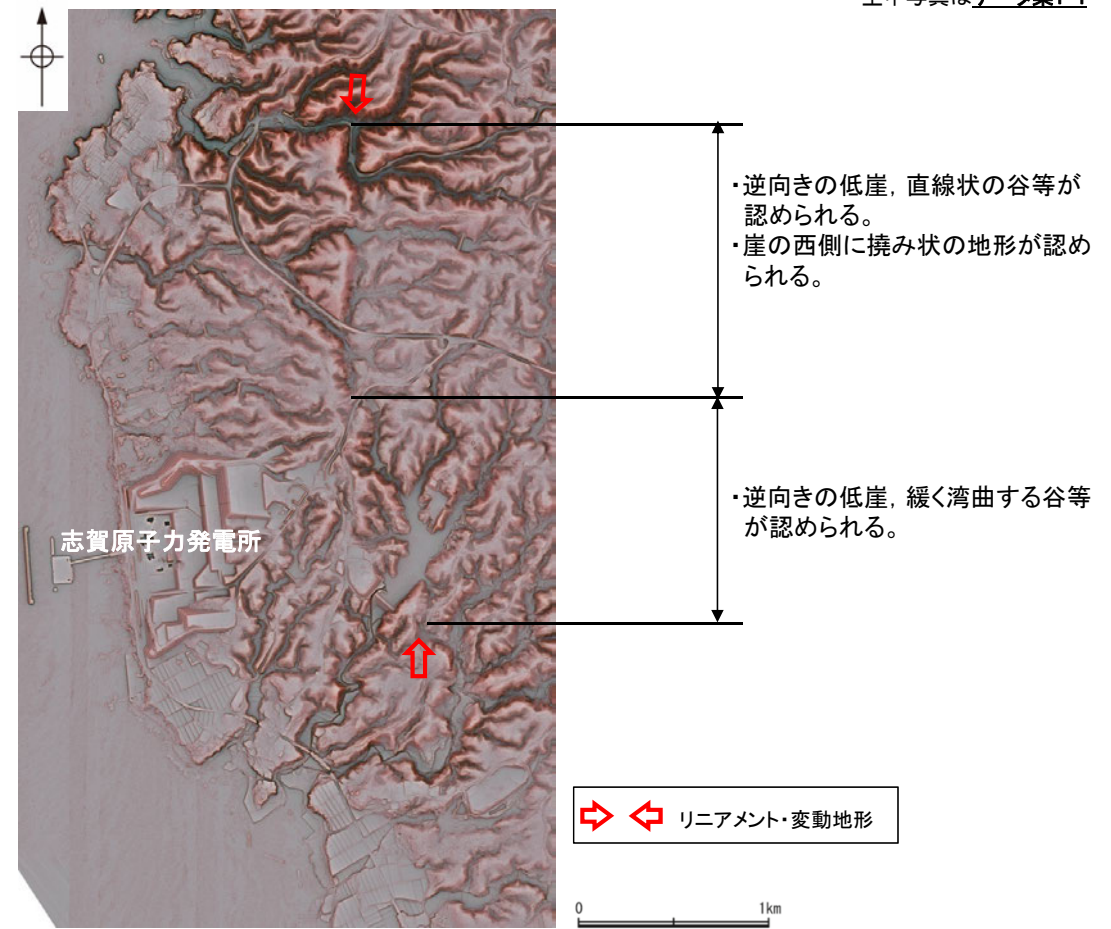 ・逆向きの低崖，直線状の谷等が
認められる。
・崖の西側に撓み状の地形が認め
られる。
・逆向きの低崖，緩く湾曲する谷等
が認められる。
志賀原子力発電所
リニアメント・変動地形
0 1km